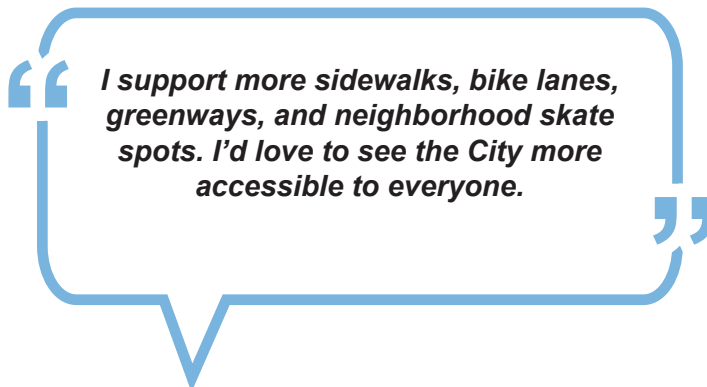 I support more sidewalks, bike lanes,
greenways, and neighborhood skate
spots. I’d love to see the City more
accessible to everyone.